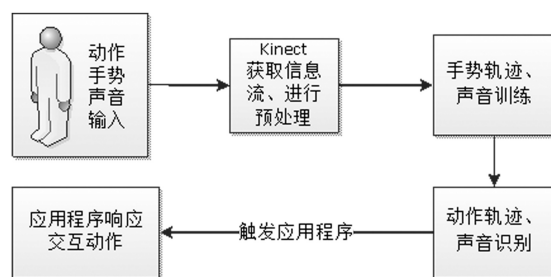 动作
手势
声音
输入
Kinect
获取信息
流、进行
预处理
手势轨迹、
声音训练
动作轨迹、
声音识别
触发应用程序
应用程序响应
交互动作